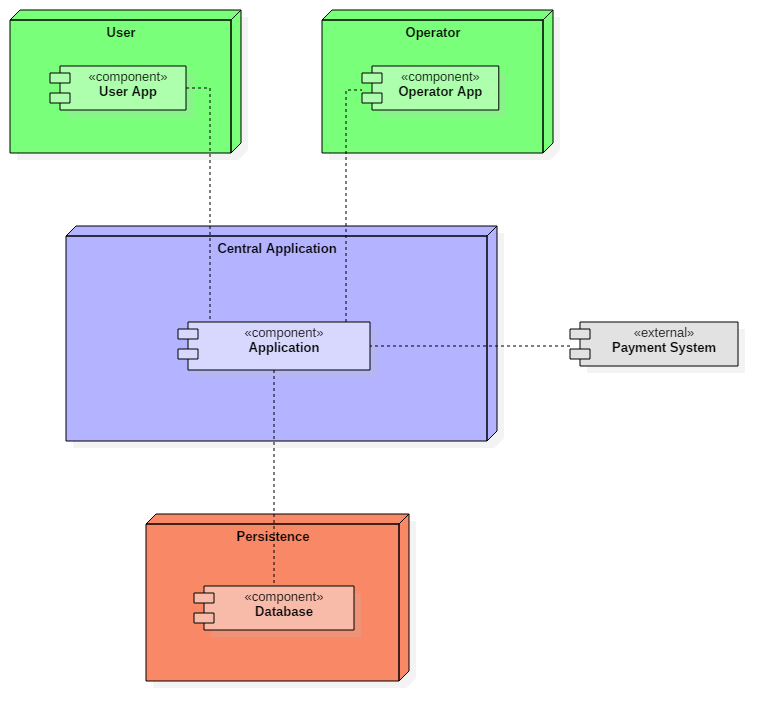 User
Operator
«component»
User App
«component»
Operator App
Central Application
«component»
Application
«external»
Payment System
Persistence
«component»
Database